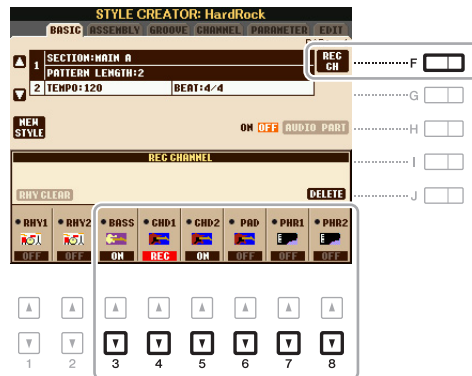 STYLE CREATOR: HardRock
BASIC ASSEMBLY GROOVE CHANNEL PARAMETER EDIT
1 SECTION:MAIN A
PATTERN LENGTH:2
2 TEMPO:120 BEAT:4/4
REC CH
F
G
NEW STYLE
ON OFF AUDIO PART
H
REC CHANNEL
I
RHY CLEAR
DELETE
J
RHY1 RHY2 BASS CHD1 CHD2 PAD PHR1 PHR2
OFF OFF ON REC ON OFF OFF OFF
1 2 3 4 5 6 7 8